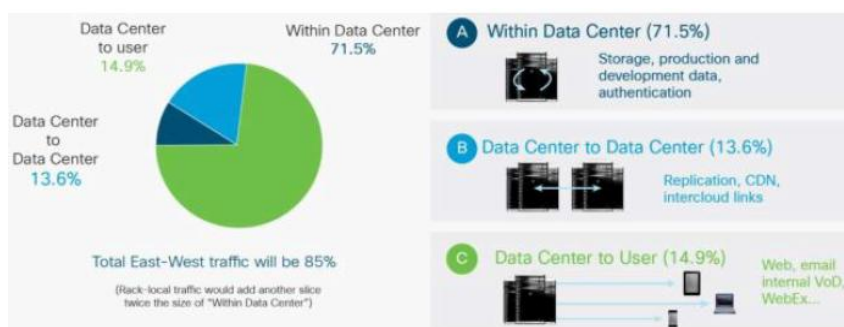 Data Center
to user
14.9%
Within Data Center
71.5%
Data Center
to
Data Center
13.6%
Total East-West traffic will be 85%
(Rack-local traffic would add another slice
twice the size of "Within Data Center")
A Within Data Center (71.5%)
Storage, production and
development data,
authentication
B Data Center to Data Center (13.6%)
Replication, CDN,
intercloud links
C Data Center to User (14.9%)
Web, email
internal VoD,
WebEx...